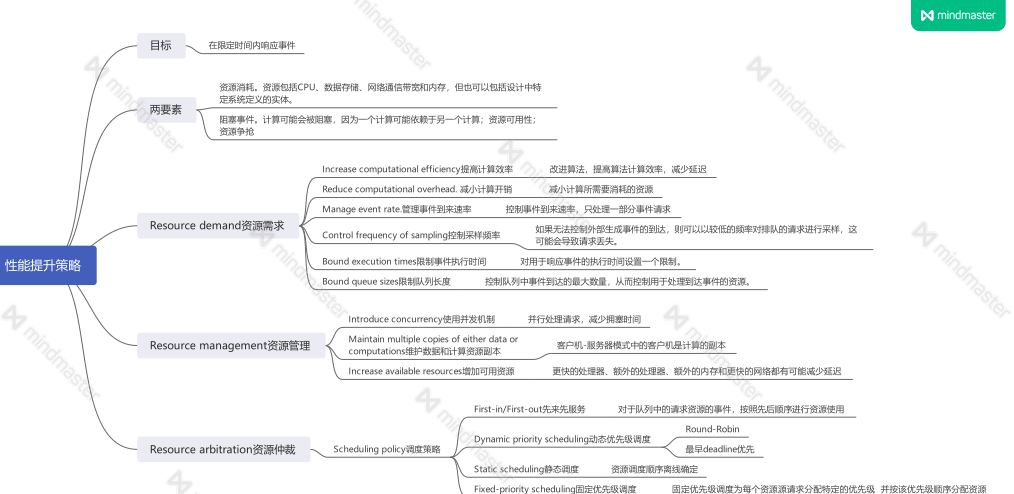 mindmaster
目标
在限定时间内响应事件
两要素
资源消耗。资源包括CPU、数据存储、网络通信带宽和内存，但也可以包括设计中特
定系统定义的实体。
阻塞事件。计算可能会被阻塞，因为一个计算可能依赖于另一个计算；资源可用性；
资源争抢
性能提升策略
Resource demand资源需求
Increase computational efficiency提高计算效率
改进算法，提高算法计算效率，减少延迟
Reduce computational overhead. 减小计算开销
减小计算所需要消耗的资源
Manage event rate.管理事件到来速率
控制事件到来速率，只处理一部分事件请求
Control frequency of sampling控制采样频率
如果无法控制外部生成事件的到达，则可以以较低的频率对排队的请求进行采样，这
可能会导致请求丢失。
Bound execution times限制事件执行时间
对用于响应事件的执行时间设置一个限制。
Bound queue sizes限制队列长度
控制队列中事件到达的最大数量，从而控制用于处理到达事件的资源。
Resource management资源管理
Introduce concurrency使用并发机制
并行处理请求，减少拥塞时间
Maintain multiple copies of either data or
computations维护数据和计算资源副本
客户机-服务器模式中的客户机是计算的副本
Increase available resources增加可用资源
更快的处理器、额外的处理器、额外的内存和更快的网络都有可能减少延迟
Resource arbitration资源仲裁
Scheduling policy调度策略
First-in/First-out先来先服务
对于队列中的请求资源的事件，按照先后顺序进行资源使用
Dynamic priority scheduling动态优先级调度
Round-Robin
最早deadline优先
Static scheduling静态调度
资源调度顺序离线确定
Fixed-priority scheduling固定优先级调度
固定优先级调度为每个资源源请求分配特定的优先级，并按该优先级顺序分配资源
mindmaster
mindmaster
mindmaster
mindmaster
mindmaster
mindmaster
mindmaster
mindmaster
mindmaster